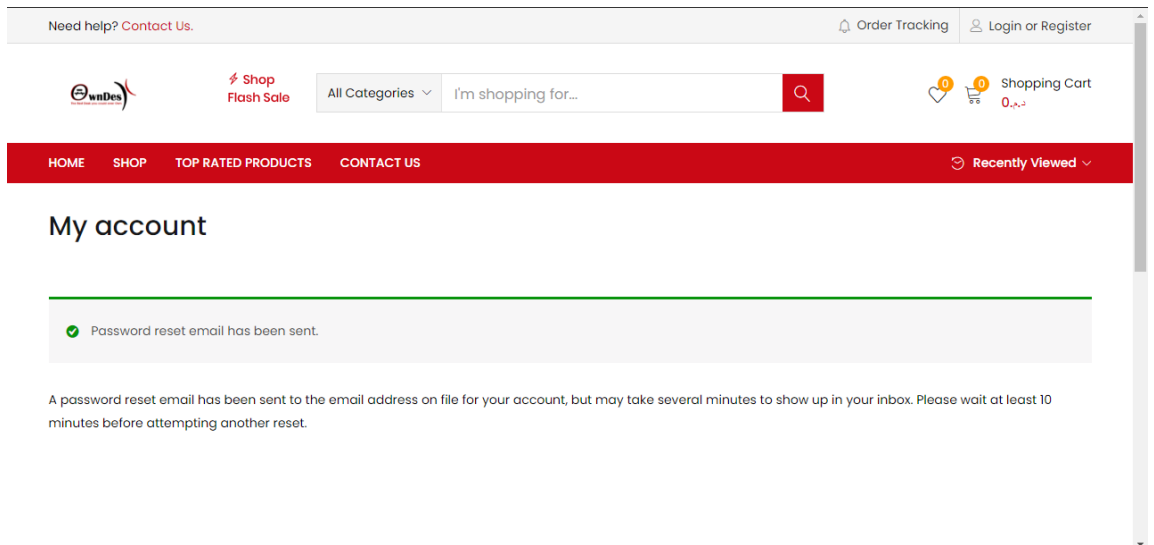 Need help? Contact Us.
Order Tracking
Login or Register
OwnDes
Shop
Flash Sale
All Categories
I'm shopping for...
0
0
Shopping Cart
0.د.م.
HOME SHOP TOP RATED PRODUCTS CONTACT US
Recently Viewed
My account
Password reset email has been sent.
A password reset email has been sent to the email address on file for your account, but may take several minutes to show up in your inbox. Please wait at least 10
minutes before attempting another reset.